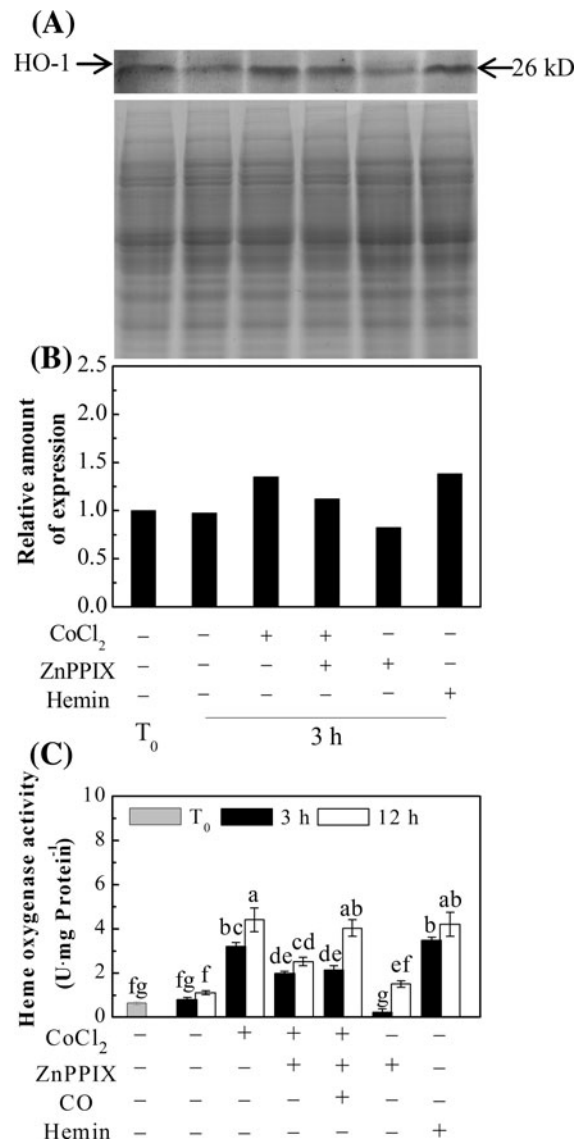 (A)
HO-1 26 kD
(B)
Relative amount of expression
2.5
2.0
1.5
1.0
0.5
0.0
CoCl₂ − − + + − −
ZnPPIX − − − + + −
Hemin − − − − − +
T₀ 3 h
(C)
Heme oxygenase activity (U·mg Protein⁻¹)
10
8
6
4
2
0
T₀ 3 h 12 h
fg fg f bc a de cd de ab g ef b ab
CoCl₂ − − + + + − −
ZnPPIX − − − + + + −
CO − − − − + − −
Hemin − − − − − − +